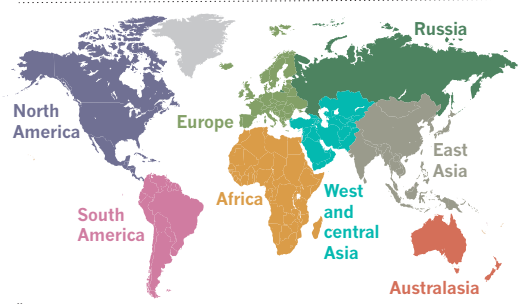 Russia
North
America
Europe
East
Asia
Africa
West
and
central
Asia
South
America
Australasia